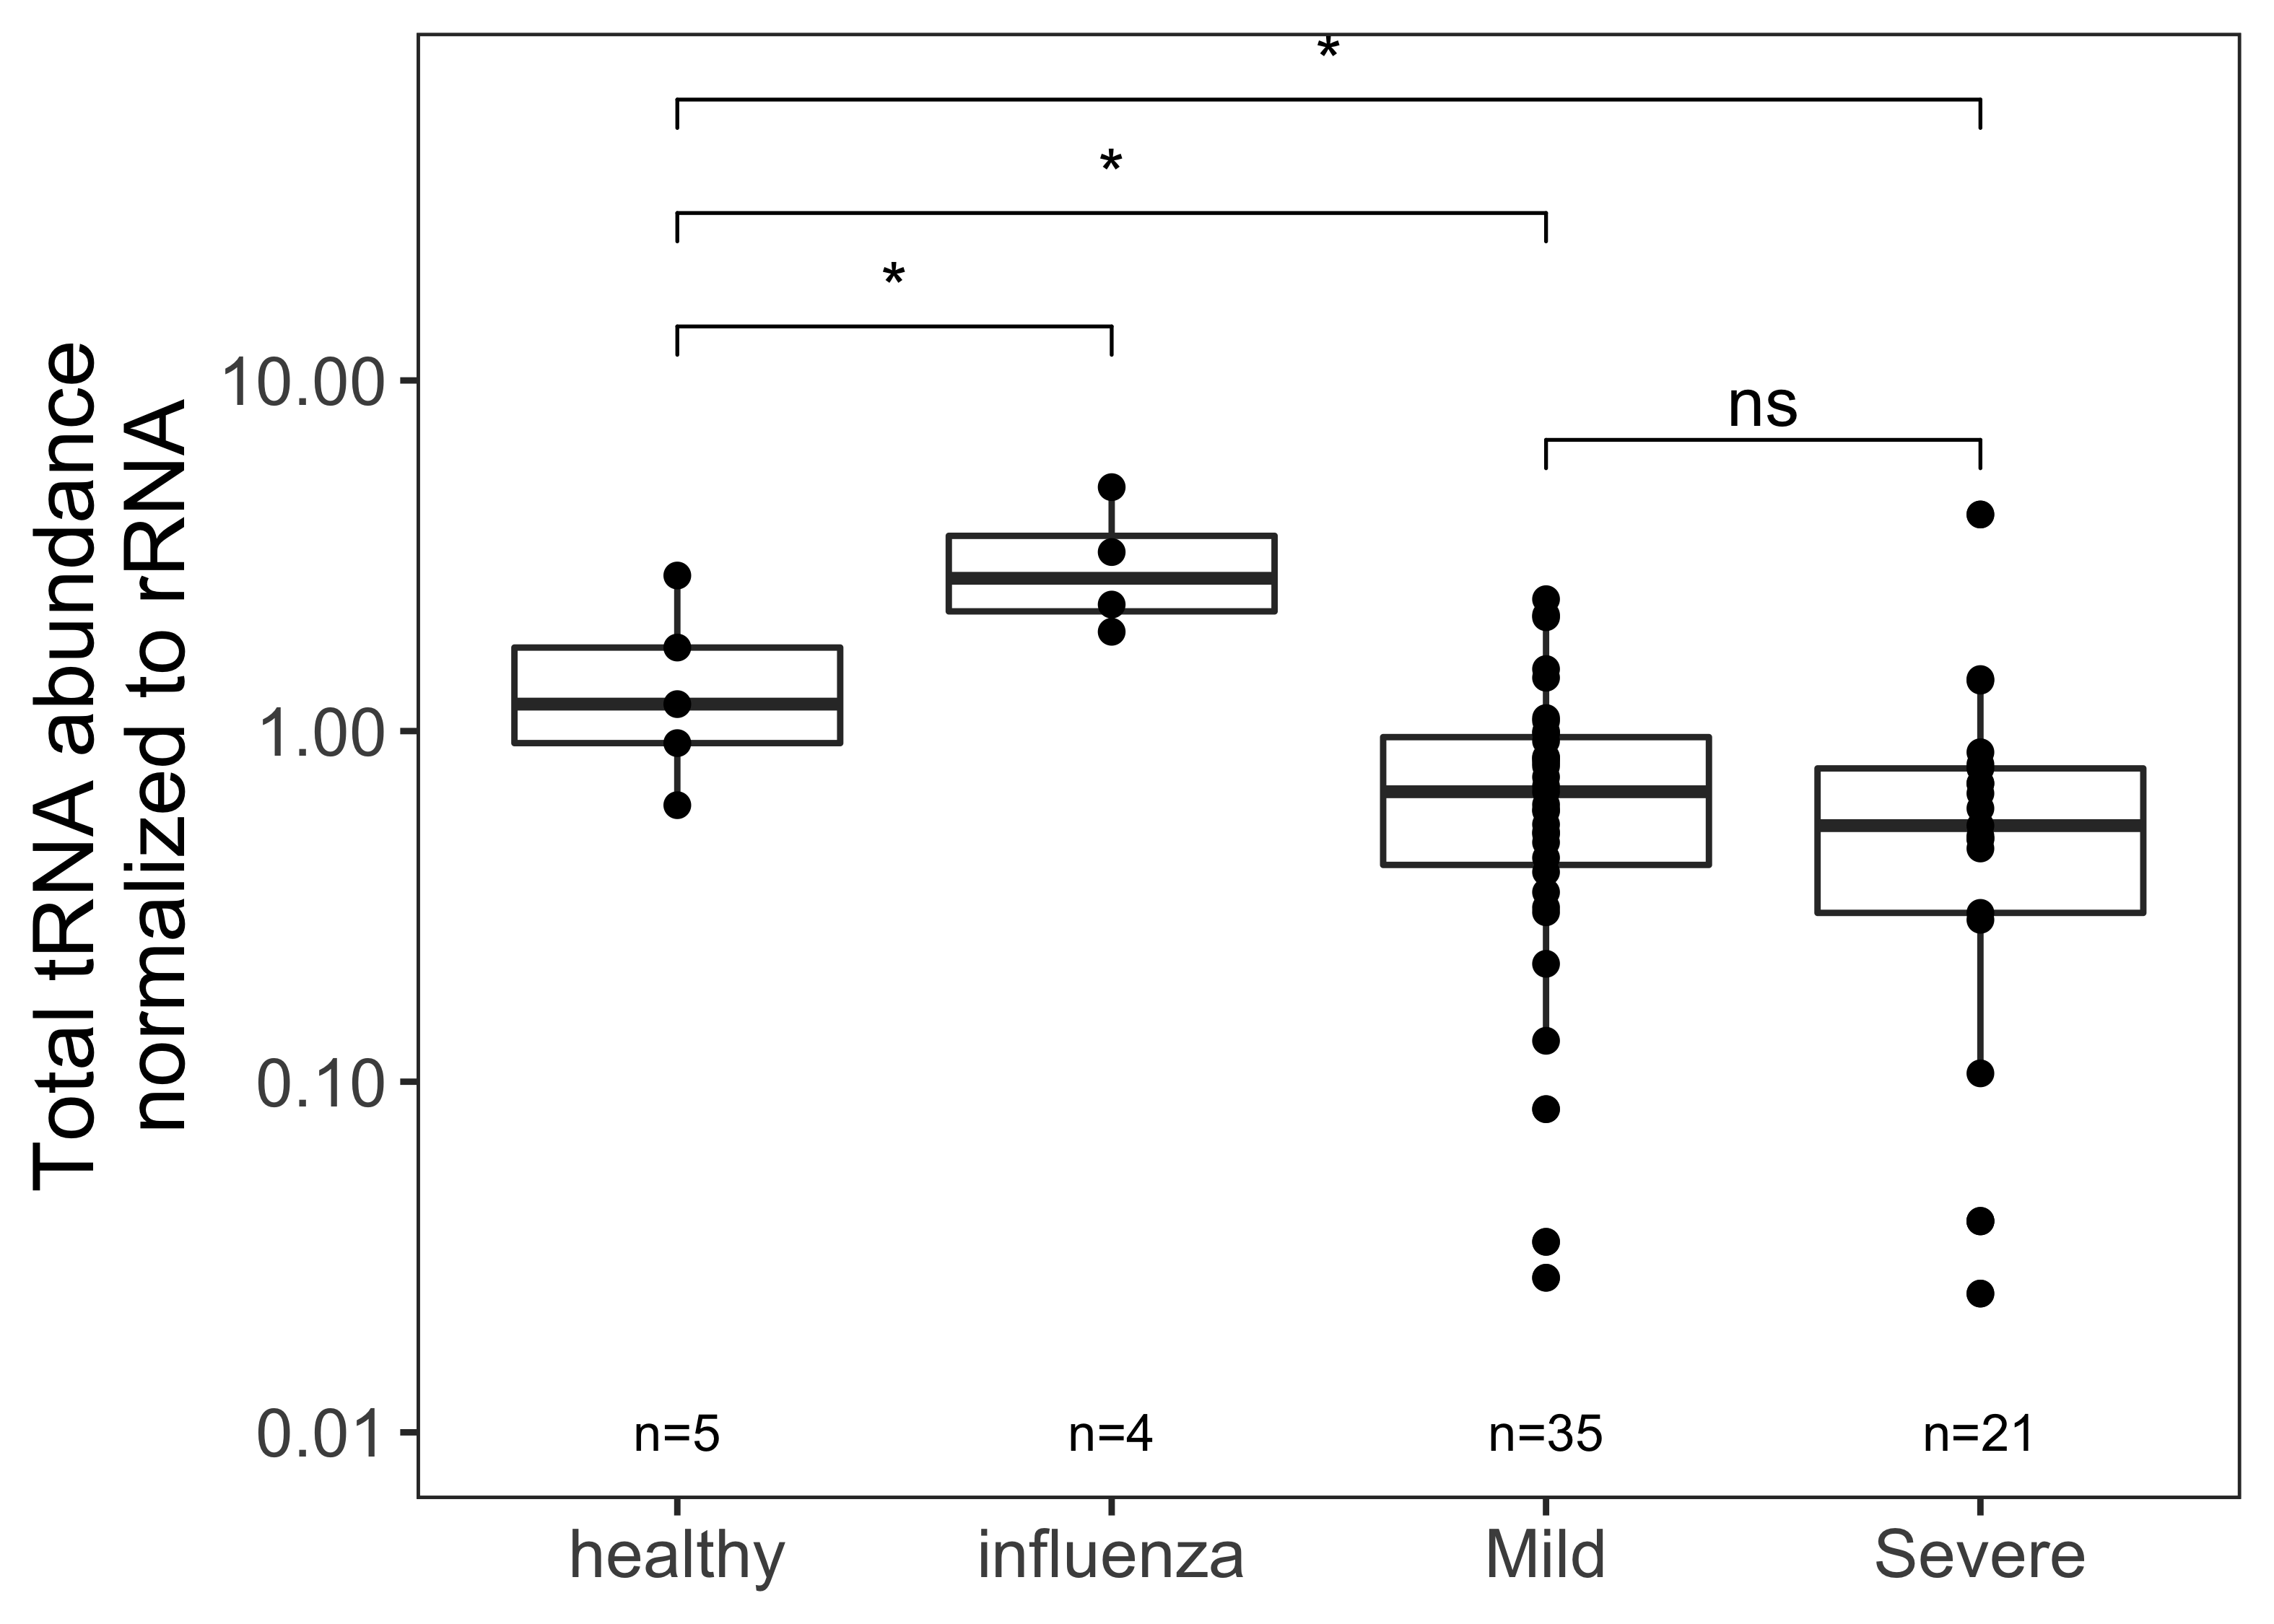 Total tRNA abundance
normalized to rRNA
*
*
*
ns
10.00
1.00
0.10
0.01
n=5
n=4
n=35
n=21
healthy
influenza
Mild
Severe